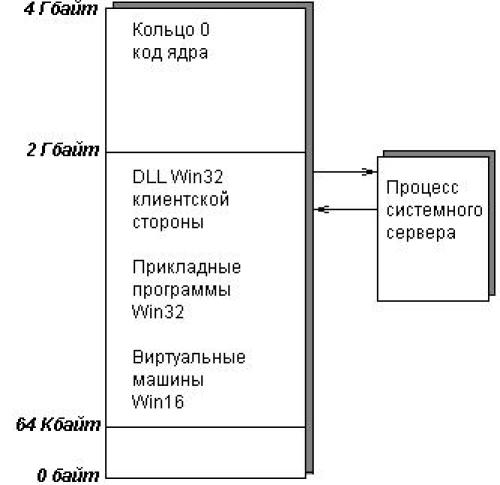 4 Гбайт
Кольцо 0
код ядра
2 Гбайт
DLL Win32
клиентской
стороны
Прикладные
программы
Win32
Виртуальные
машины
Win16
64 Кбайт
0 байт
Процесс
системного
сервера